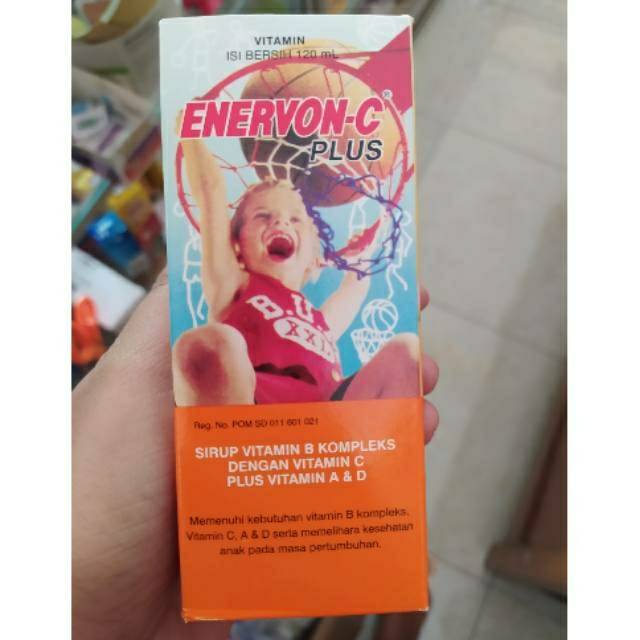 VITAMIN
ISI BERSIH 120 mL
ENERVON-C®
PLUS
B.U.
XXL
Reg. No. POM SD 011 601 021
SIRUP VITAMIN B KOMPLEKS
DENGAN VITAMIN C
PLUS VITAMIN A & D
Memenuhi kebutuhan vitamin B kompleks,
Vitamin C, A & D serta memelihara kesehatan
anak pada masa pertumbuhan.